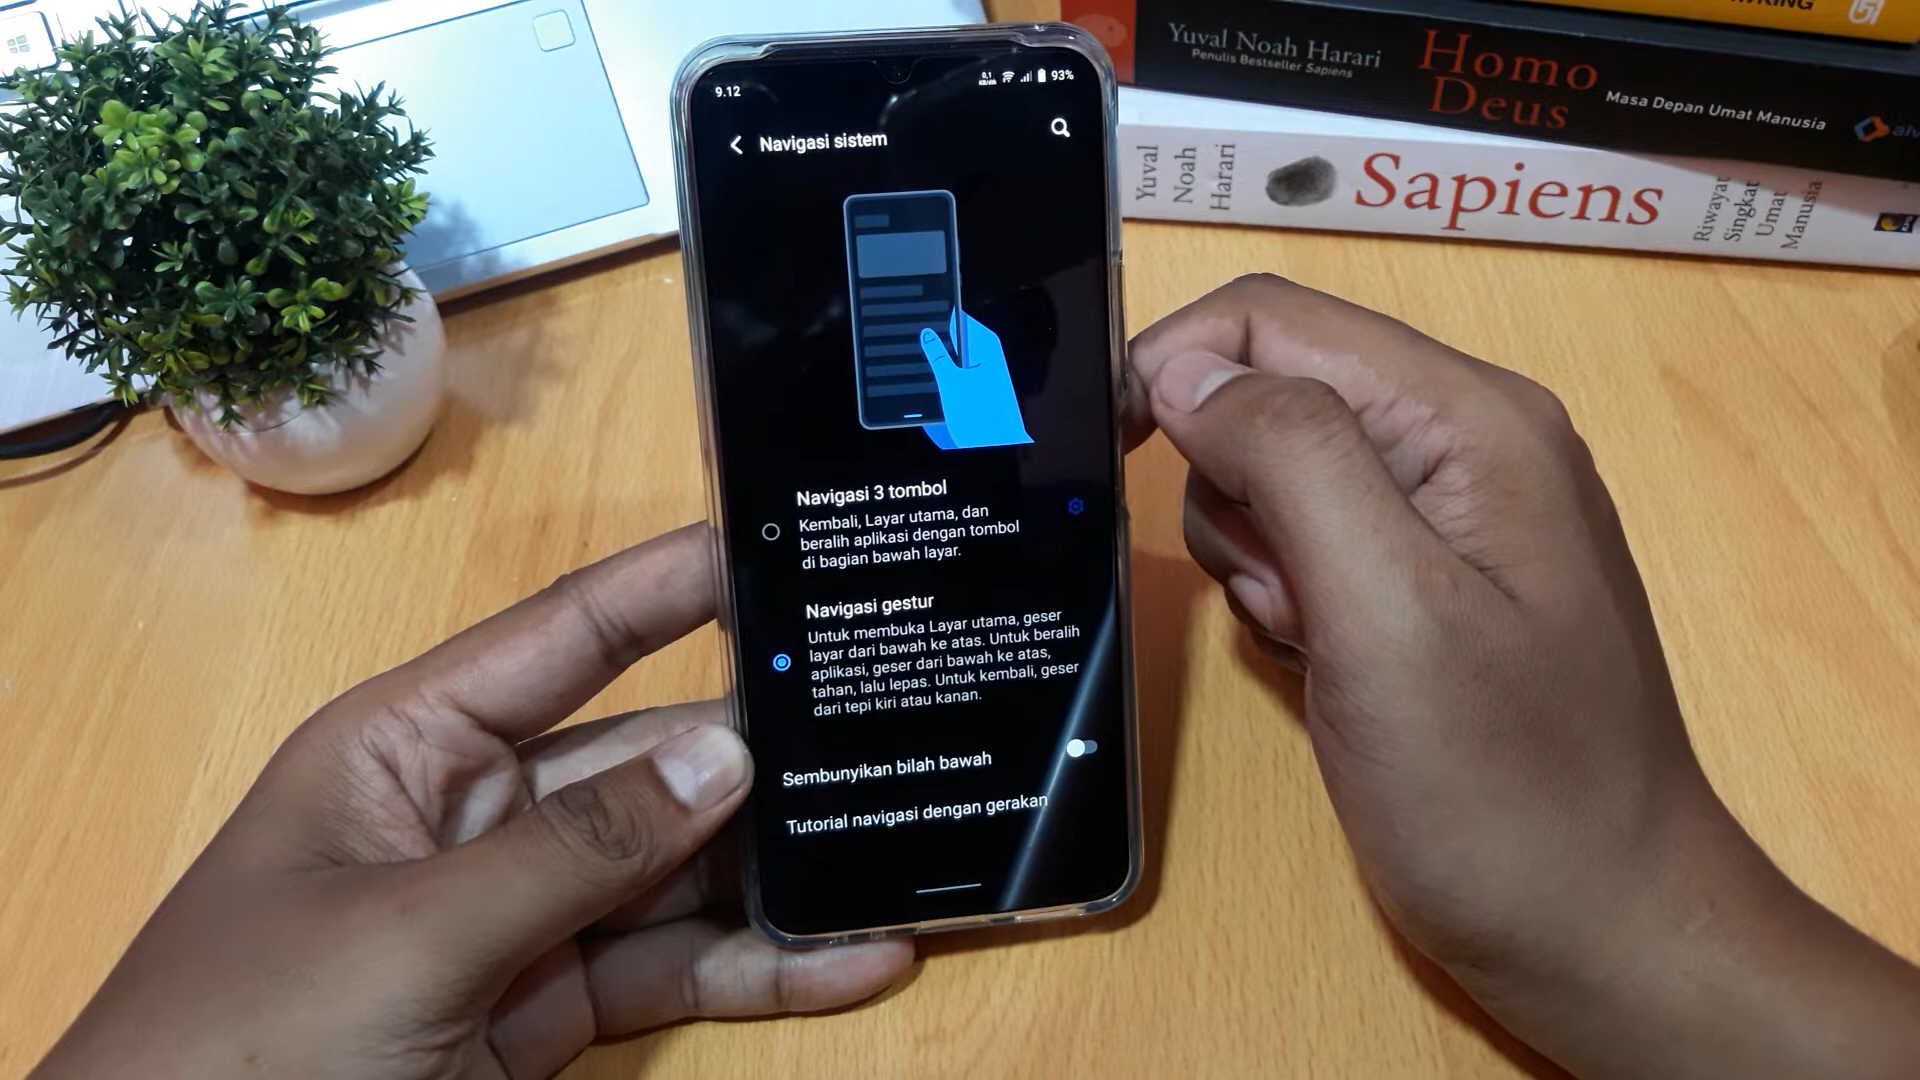 9.12
0,1
KB/dtk
93%
Navigasi sistem
Navigasi 3 tombol
Kembali, Layar utama, dan
beralih aplikasi dengan tombol
di bagian bawah layar.
Navigasi gestur
Untuk membuka Layar utama, geser
layar dari bawah ke atas. Untuk beralih
aplikasi, geser dari bawah ke atas,
tahan, lalu lepas. Untuk kembali, geser
dari tepi kiri atau kanan.
Sembunyikan bilah bawah
Tutorial navigasi dengan gerakan
Yuval Noah Harari
Penulis Bestseller Sapiens
Homo
Deus
Masa Depan Umat Manusia
Yuval
Noah
Harari
Sapiens
Riwayat
Singkat
Umat
Manusia